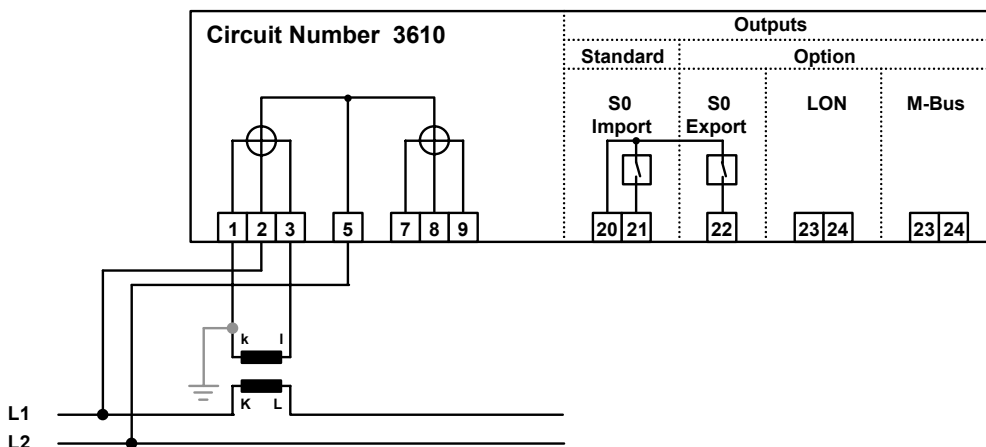 Circuit Number 3610
Outputs
Standard
Option
S0
Import
S0
Export
LON
M-Bus
1 2 3 5 7 8 9 20 21 22 23 24 23 24
k l
K L
L1
L2